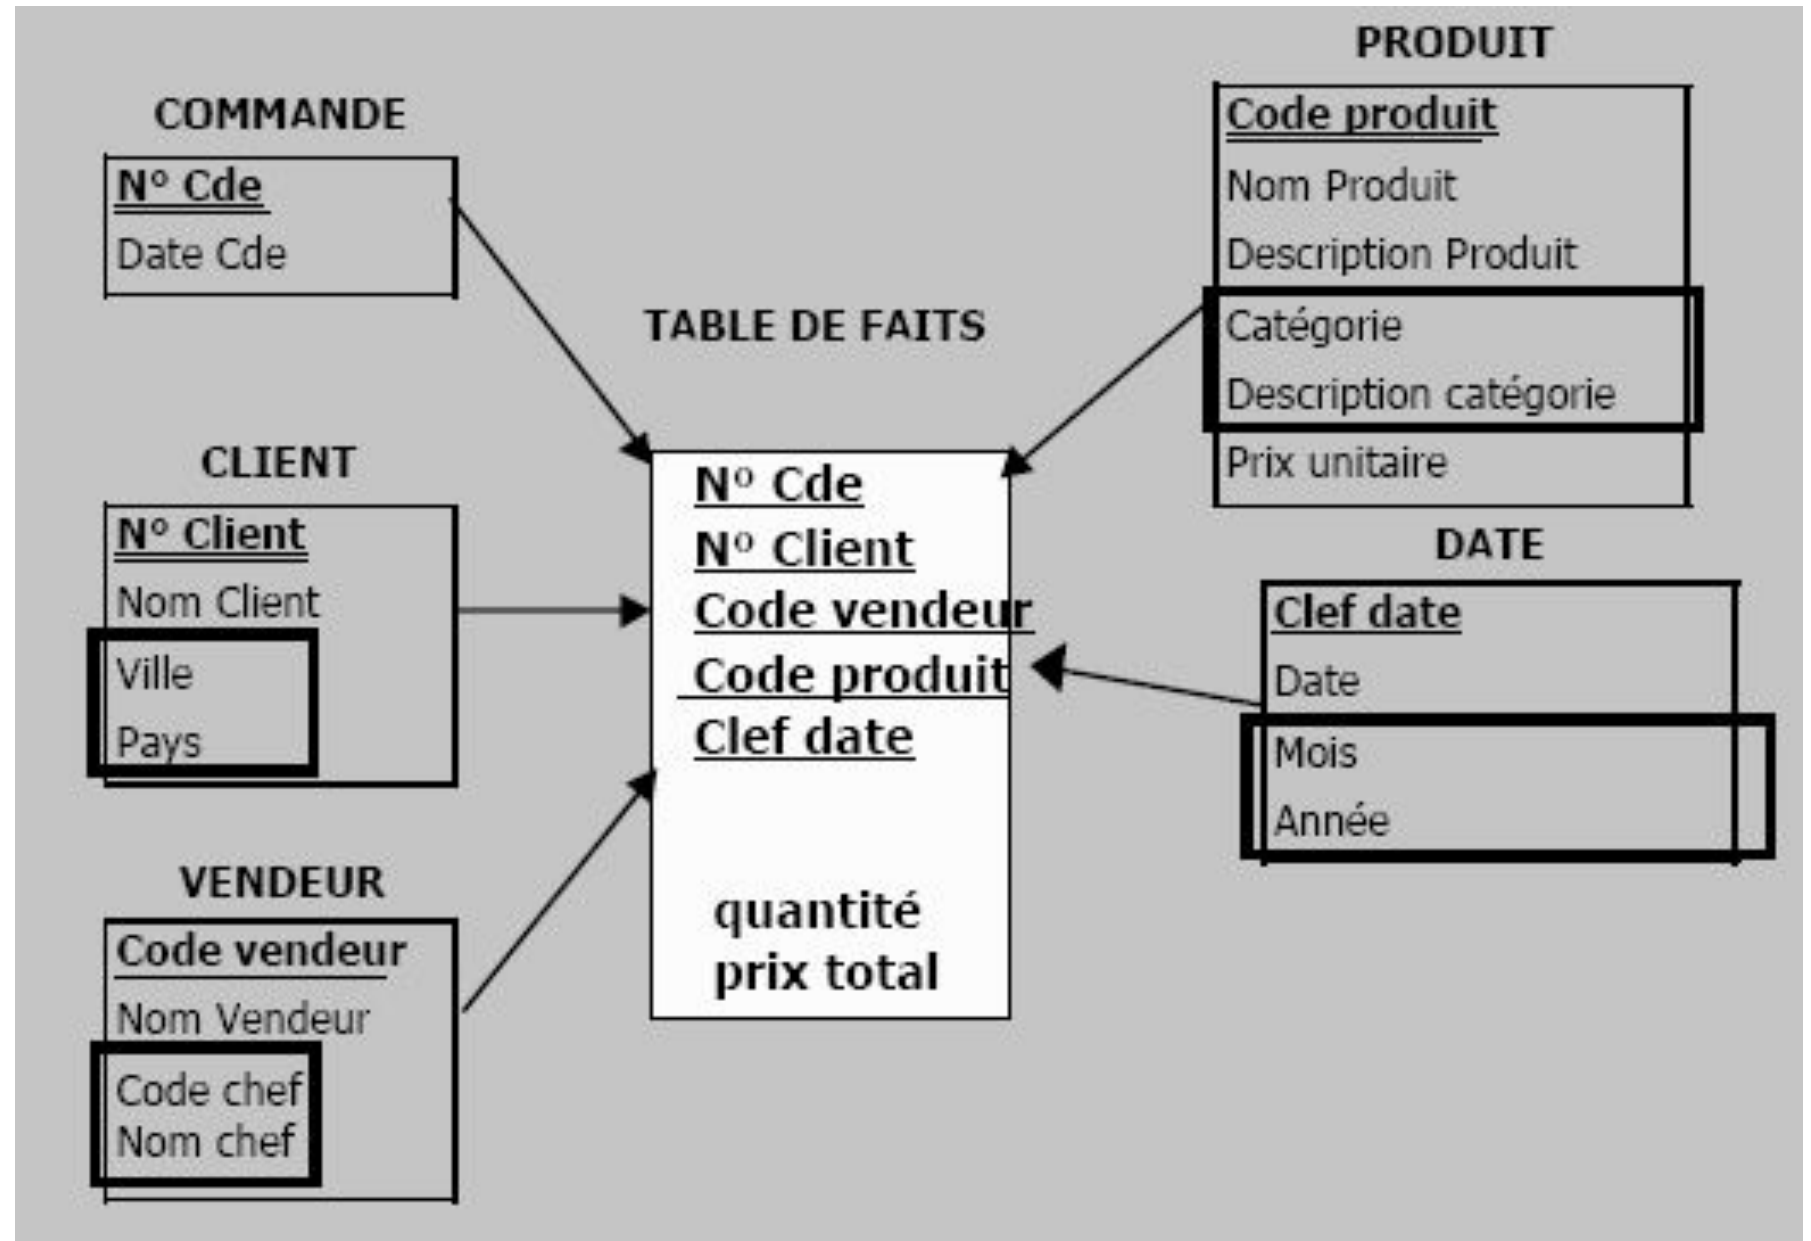 COMMANDE
N° Cde
Date Cde
CLIENT
N° Client
Nom Client
Ville
Pays
VENDEUR
Code vendeur
Nom Vendeur
Code chef
Nom chef
TABLE DE FAITS
N° Cde
N° Client
Code vendeur
Code produit
Clef date
quantité
prix total
PRODUIT
Code produit
Nom Produit
Description Produit
Catégorie
Description catégorie
Prix unitaire
DATE
Clef date
Date
Mois
Année